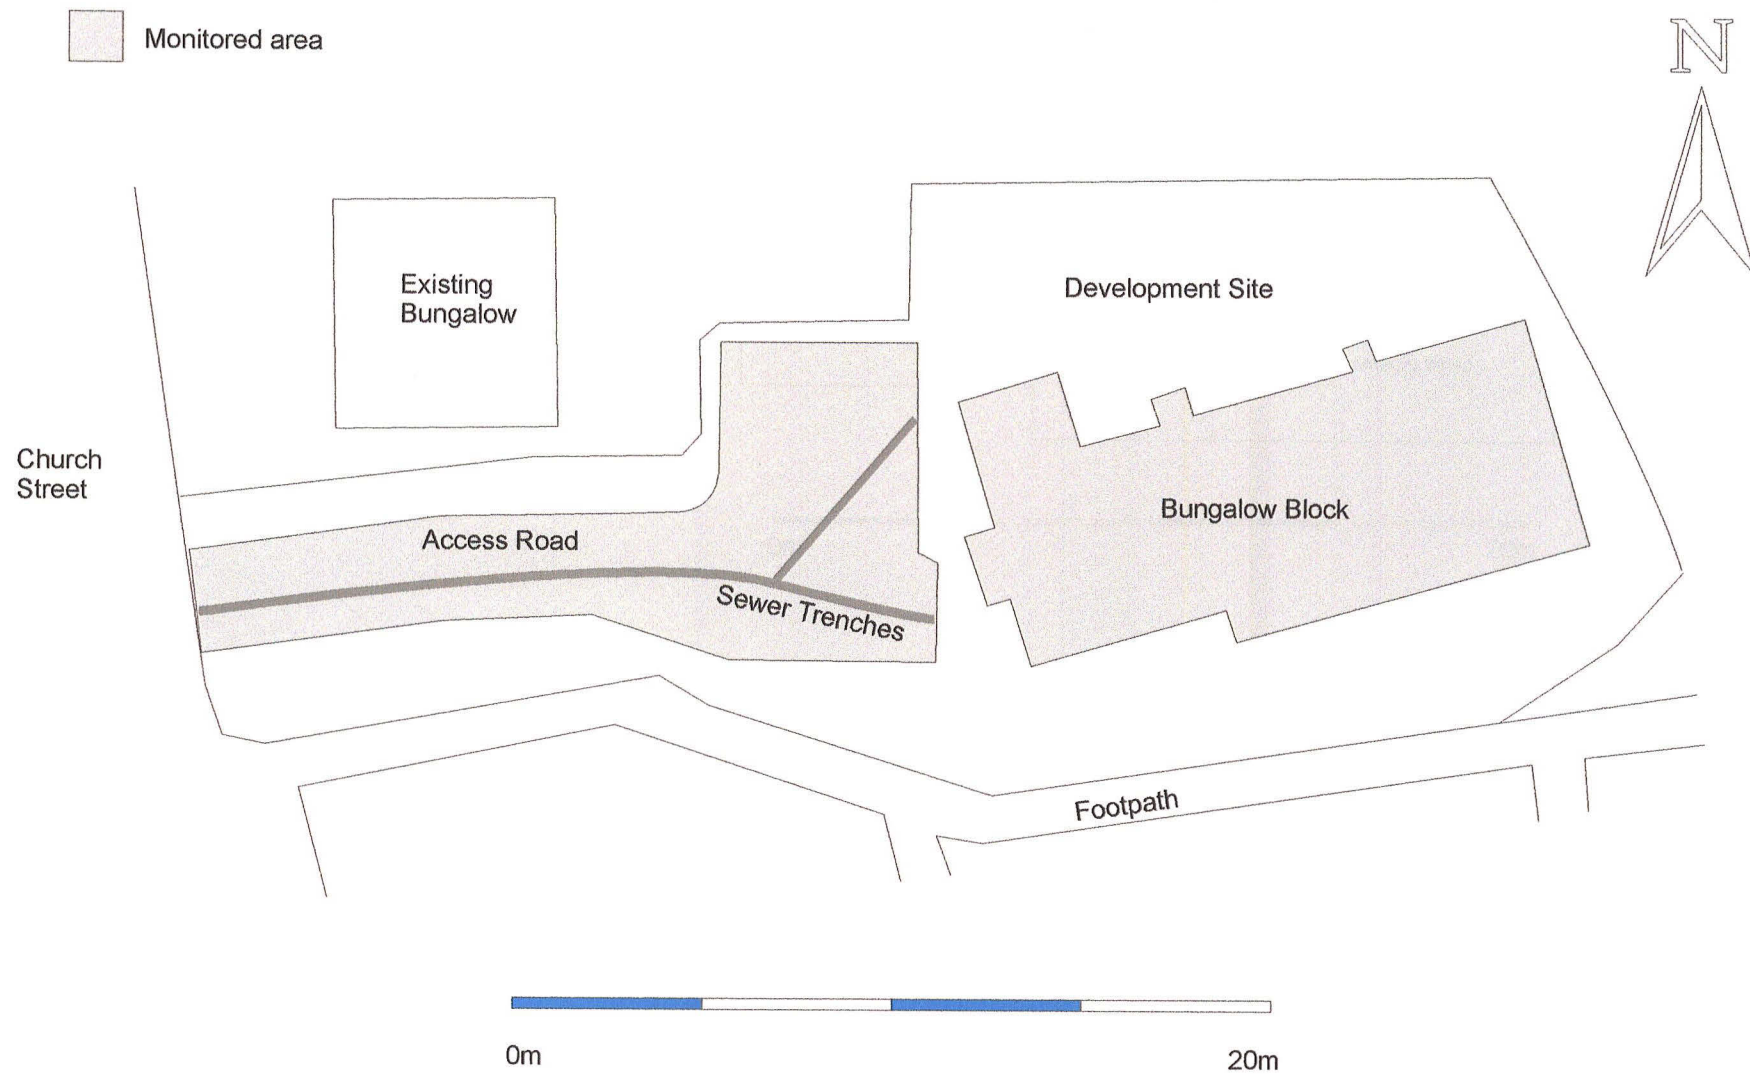 Monitored area
N
Existing
Bungalow
Development Site
Church
Street
Access Road
Bungalow Block
Sewer Trenches
Footpath
0m
20m